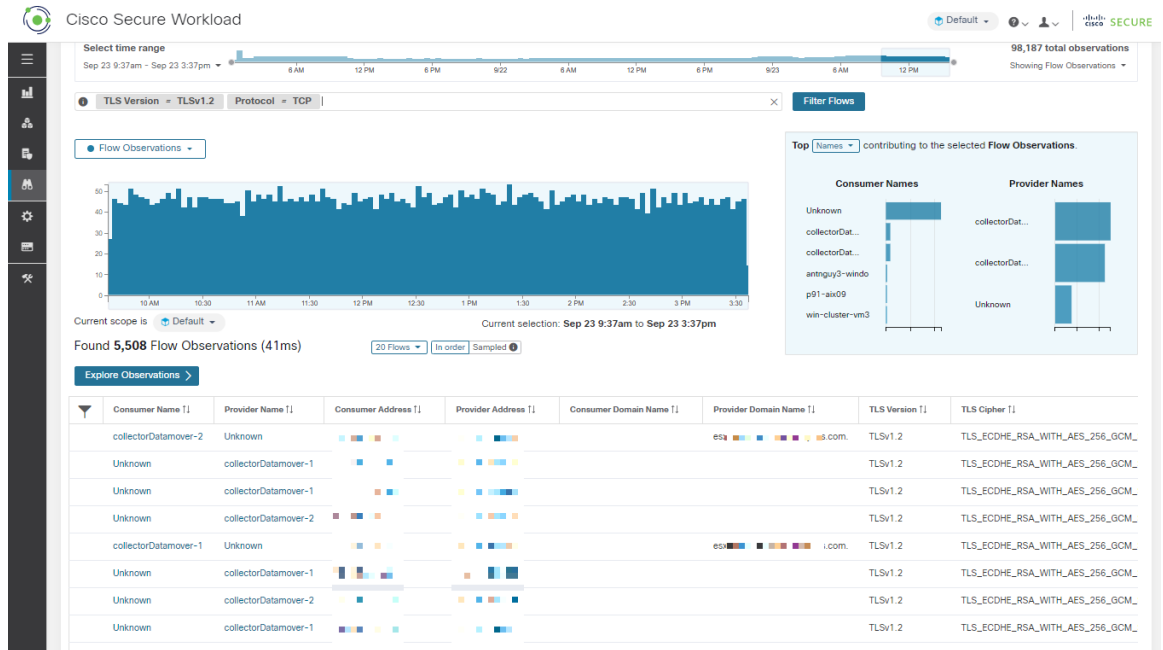 Cisco Secure Workload
Default
CISCO SECURE
Select time range
Sep 23 9:37am - Sep 23 3:37pm
6 AM 12 PM 6 PM 9/22 6 AM 12 PM 6 PM 9/23 6 AM 12 PM
98,187 total observations
Showing Flow Observations
TLS Version = TLSv1.2 Protocol = TCP
Filter Flows
Flow Observations
50
40
30
20
10
0
10 AM 10:30 11 AM 11:30 12 PM 12:30 1 PM 1:30 2 PM 2:30 3 PM 3:30
Top Names contributing to the selected Flow Observations.
Consumer Names
Unknown
collectorDat...
collectorDat...
antnguy3-windo
p91-aix09
win-cluster-vm3
Provider Names
collectorDat...
collectorDat...
Unknown
Current scope is Default
Current selection: Sep 23 9:37am to Sep 23 3:37pm
Found 5,508 Flow Observations (41ms)
20 Flows In order Sampled
Explore Observations
Consumer Name Provider Name Consumer Address Provider Address Consumer Domain Name Provider Domain Name TLS Version TLS Cipher
collectorDatamover-2 Unknown s.com. TLSv1.2 TLS_ECDHE_RSA_WITH_AES_256_GCM_
Unknown collectorDatamover-1 TLSv1.2 TLS_ECDHE_RSA_WITH_AES_256_GCM_
Unknown collectorDatamover-1 TLSv1.2 TLS_ECDHE_RSA_WITH_AES_256_GCM_
Unknown collectorDatamover-2 TLSv1.2 TLS_ECDHE_RSA_WITH_AES_256_GCM_
collectorDatamover-1 Unknown .com. TLSv1.2 TLS_ECDHE_RSA_WITH_AES_256_GCM_
Unknown collectorDatamover-1 TLSv1.2 TLS_ECDHE_RSA_WITH_AES_256_GCM_
Unknown collectorDatamover-2 TLSv1.2 TLS_ECDHE_RSA_WITH_AES_256_GCM_
Unknown collectorDatamover-1 TLSv1.2 TLS_ECDHE_RSA_WITH_AES_256_GCM_